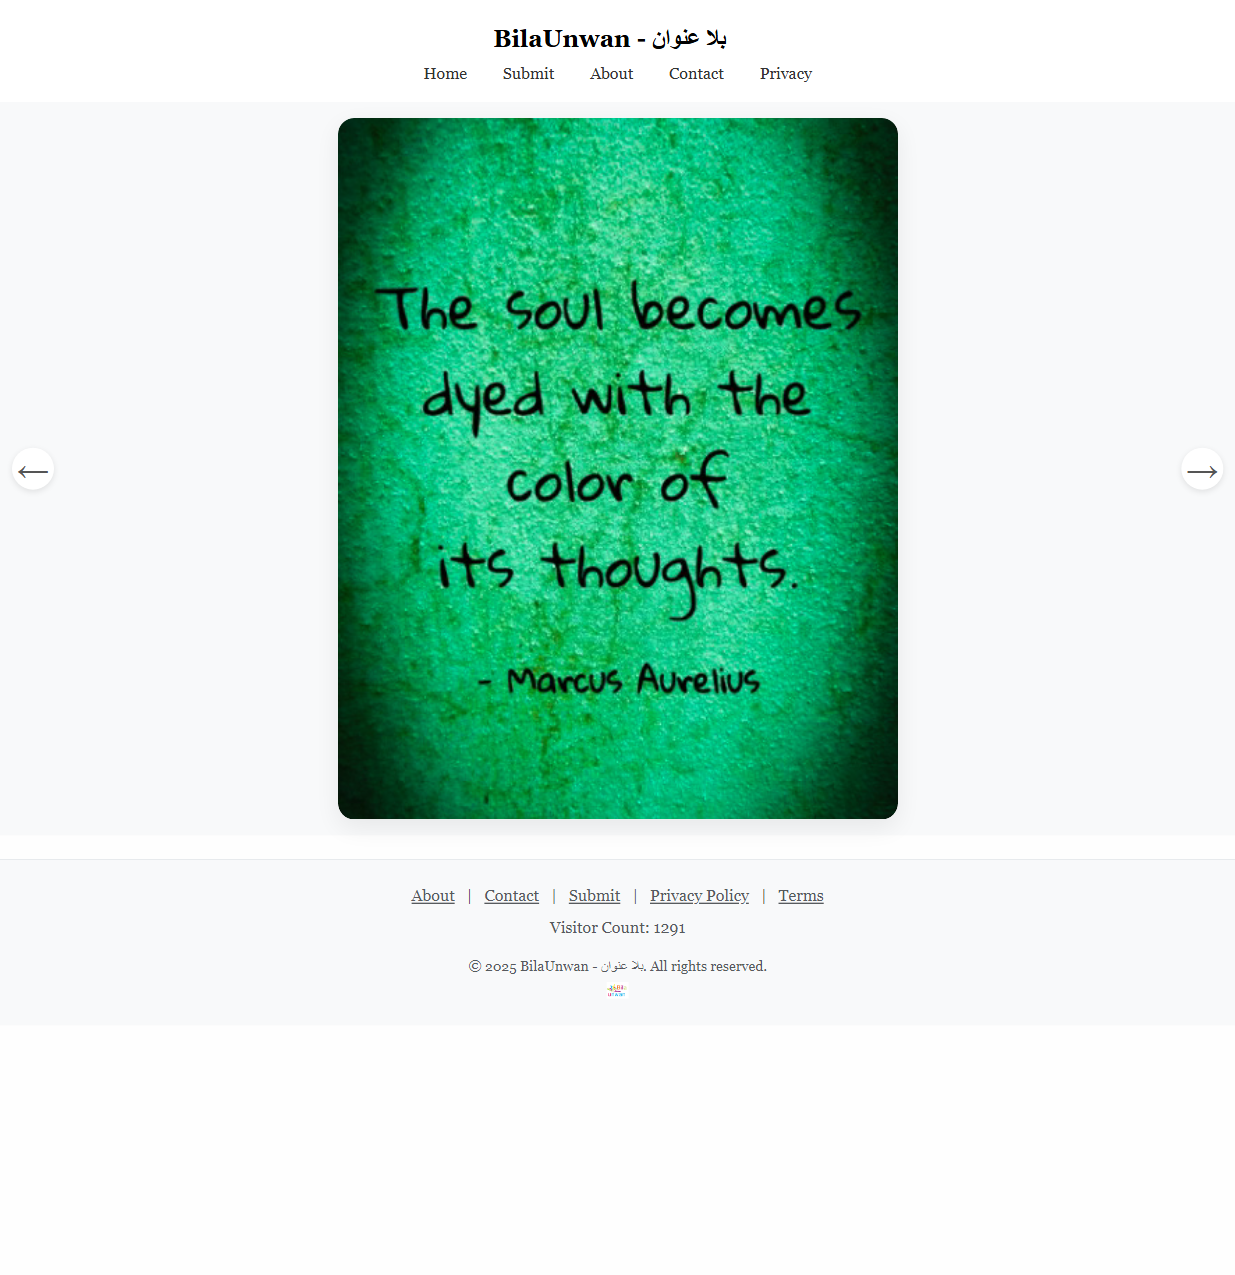 BilaUnwan - بلا عنوان
Home Submit About Contact Privacy
The soul becomes
dyed with the
color of
its thoughts.
- Marcus Aurelius
← →
About | Contact | Submit | Privacy Policy | Terms
Visitor Count: 1291
© 2025 BilaUnwan - بلا عنوان. All rights reserved.